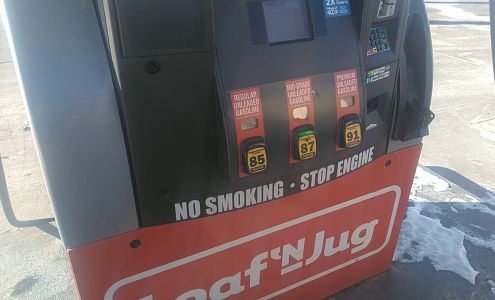 2X
REGULAR
UNLEADED
GASOLINE
MID-GRADE
UNLEADED
GASOLINE
PREMIUM
UNLEADED
GASOLINE
85
87
91
NO SMOKING • STOP ENGINE
Loaf 'N Jug